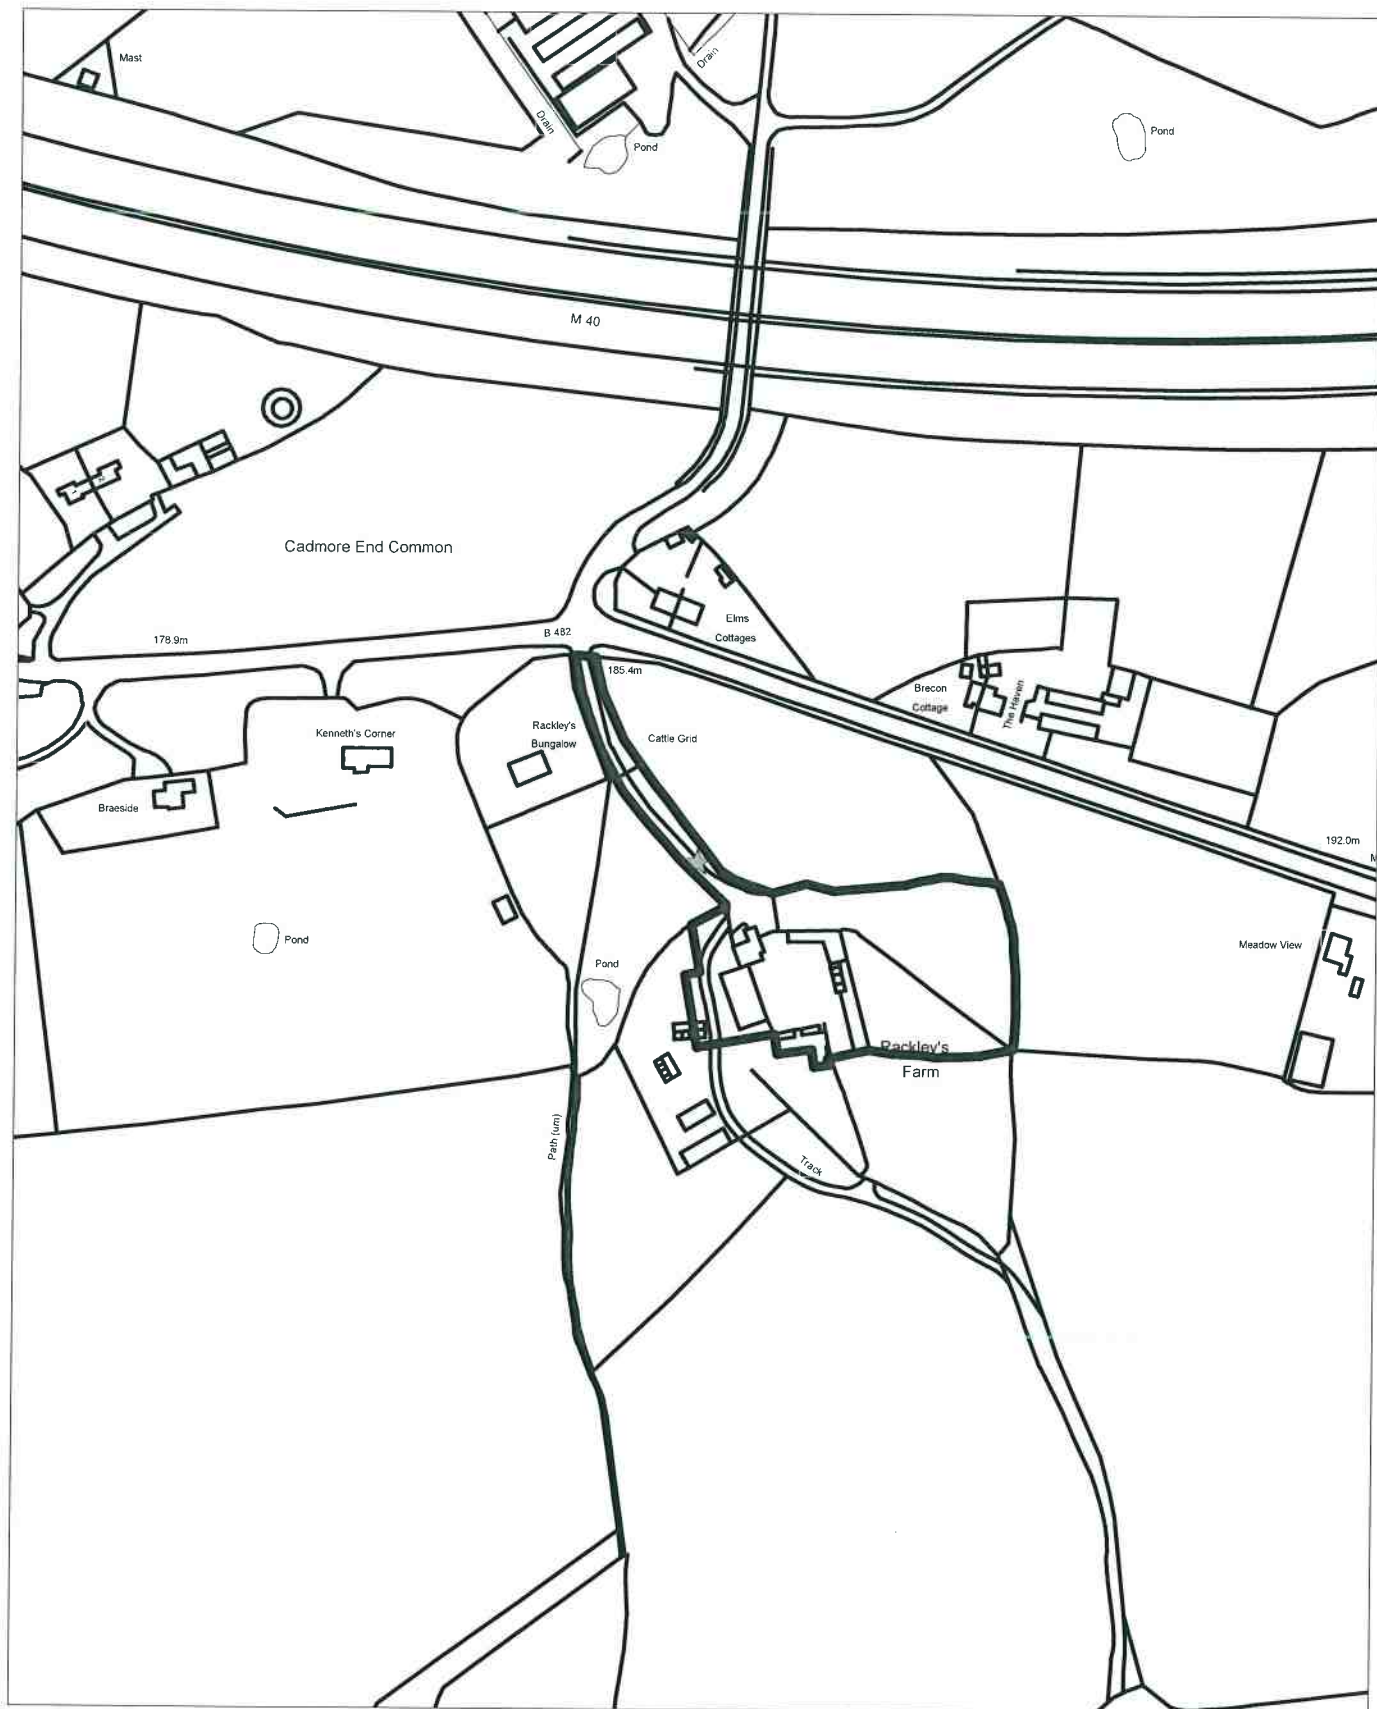 Mast
Drain
Drain
Pond
Pond
M 40
Cadmore End Common
178.9m
B 482
Elms
Cottages
185.4m
Brecon
Cottage
The Haven
Kenneth's Corner
Rackley's
Bungalow
Cattle Grid
Braeside
192.0m
Pond
Pond
Meadow View
Rackley's
Farm
Path (um)
Track